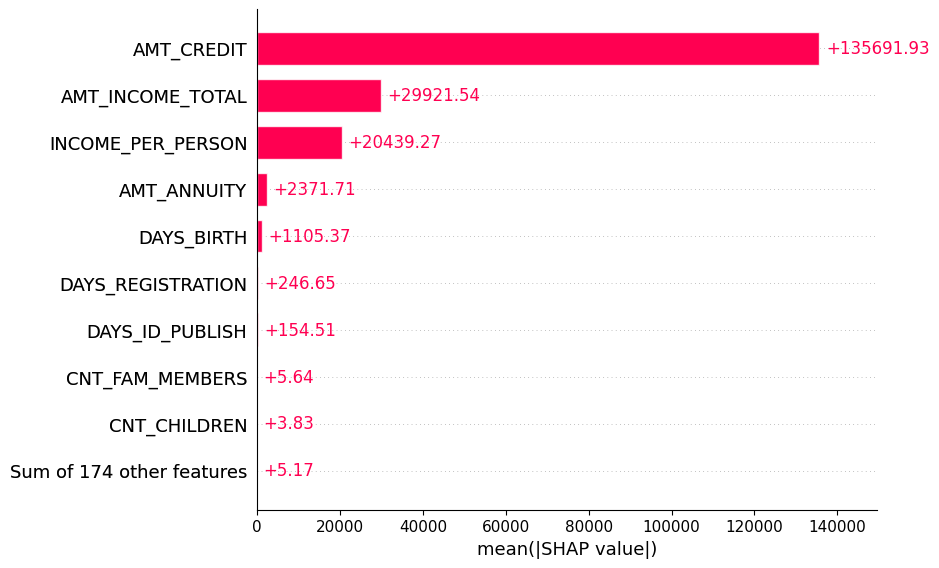 AMT_CREDIT +135691.93
AMT_INCOME_TOTAL +29921.54
INCOME_PER_PERSON +20439.27
AMT_ANNUITY +2371.71
DAYS_BIRTH +1105.37
DAYS_REGISTRATION +246.65
DAYS_ID_PUBLISH +154.51
CNT_FAM_MEMBERS +5.64
CNT_CHILDREN +3.83
Sum of 174 other features +5.17
0 20000 40000 60000 80000 100000 120000 140000
mean(|SHAP value|)